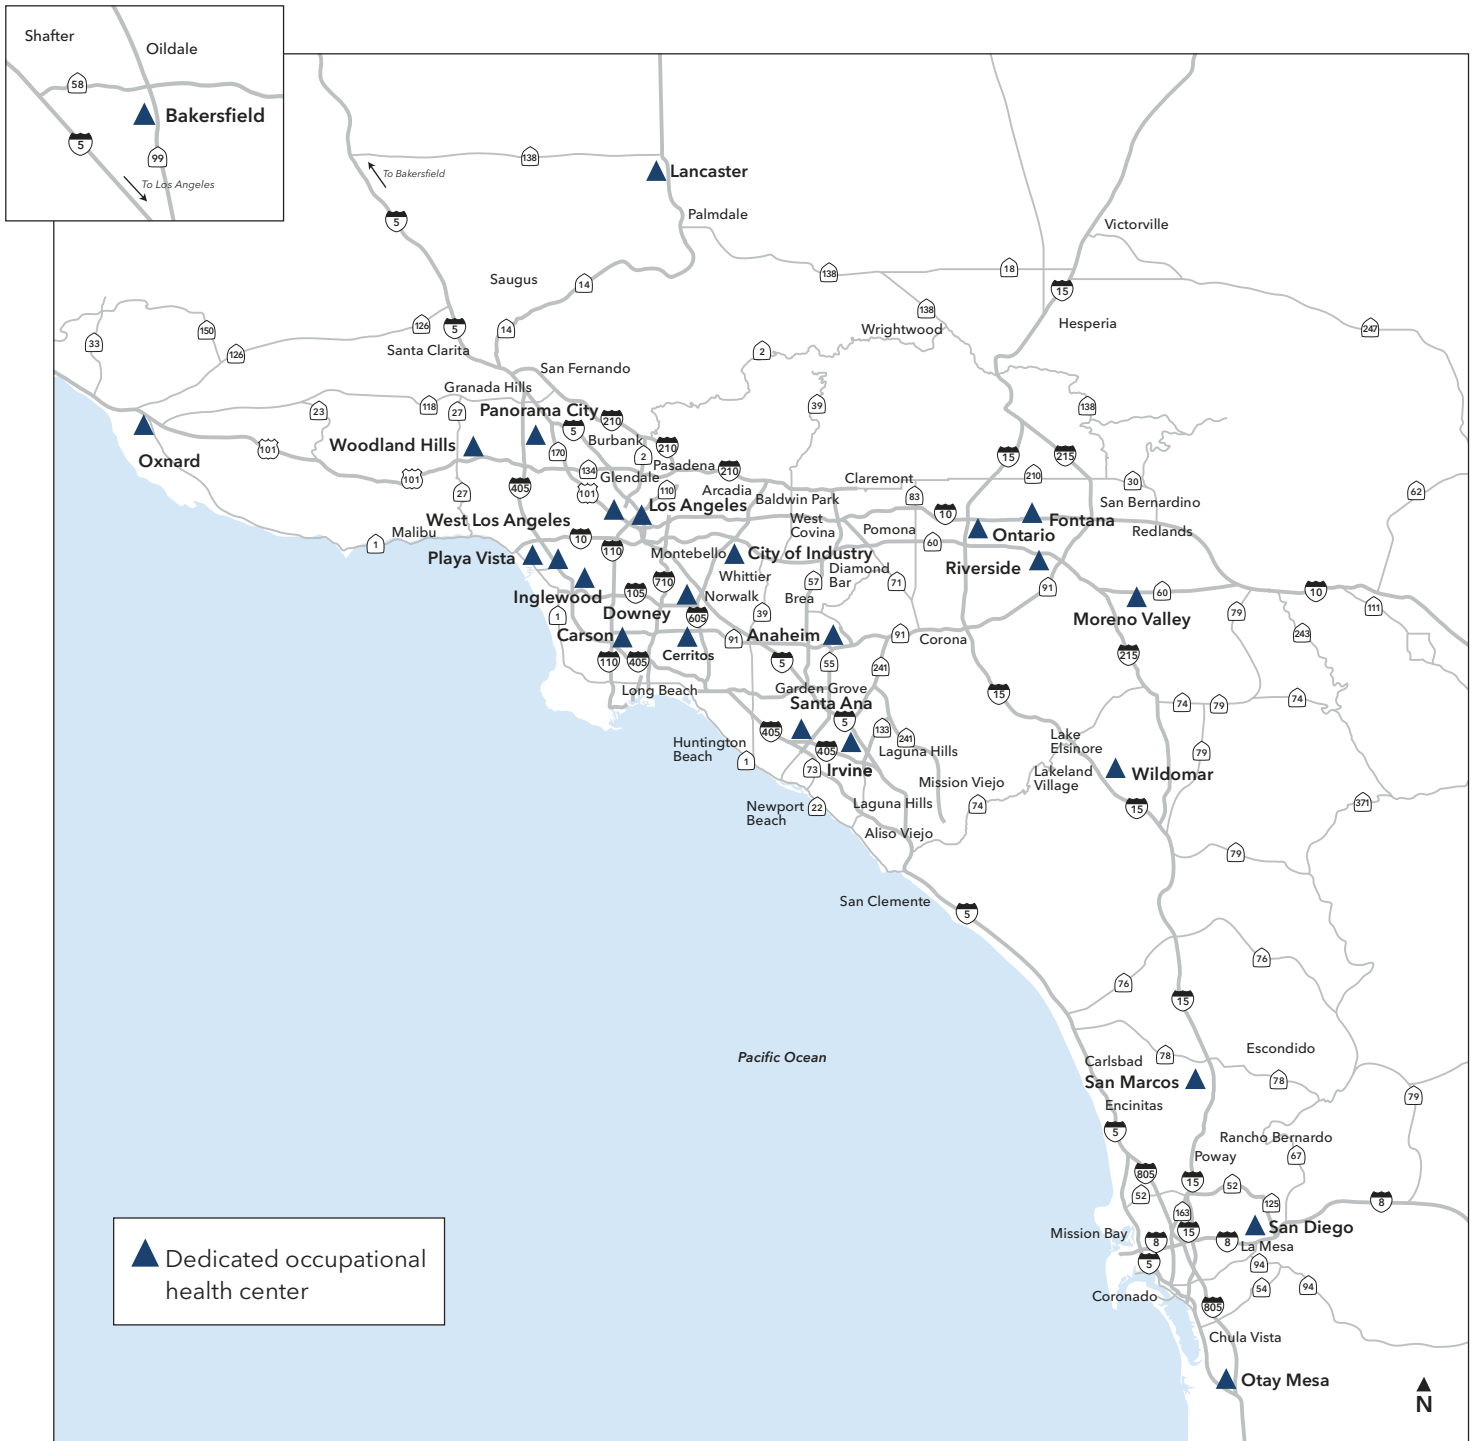 Shafter
Oildale
58
Bakersfield
5
99
To Los Angeles
138
To Bakersfield
Lancaster
5
Palmdale
Victorville
Saugus
14
138
18
15
138
Wrightwood
Hesperia
247
33
150
126
126
5
14
Santa Clarita
2
San Fernando
Granada Hills
23
118
27
Panorama City
210
5
39
138
101
Woodland Hills
Burbank
210
170
2
Oxnard
101
134
Pasadena
210
Glendale
15
215
27
405
101
110
Arcadia
Claremont
210
30
62
Baldwin Park
83
San Bernardino
Los Angeles
West Los Angeles
West
Covina
Pomona
10
Fontana
Redlands
Ontario
1
Malibu
10
110
60
Playa Vista
Montebello
City of Industry
Diamond
Bar
Riverside
Whittier
57
71
91
Inglewood
105
710
Norwalk
Brea
60
10
111
Downey
605
39
Moreno Valley
79
1
Carson
91
Anaheim
91
Corona
243
110
405
Cerritos
5
55
241
215
Long Beach
Garden Grove
15
74
79
74
Santa Ana
405
5
133
241
Huntington
Beach
405
Laguna Hills
Lake
Elsinore
79
1
73
Irvine
Mission Viejo
Lakeland
Village
Wildomar
Newport
Beach
22
Laguna Hills
74
15
371
Aliso Viejo
79
San Clemente
5
76
76
15
Pacific Ocean
Carlsbad
78
Escondido
San Marcos
78
79
Encinitas
5
Rancho Bernardo
67
Poway
805
15
52
52
125
163
8
Mission Bay
15
San Diego
8
8
La Mesa
5
94
Coronado
54
94
805
Chula Vista
Otay Mesa
N
Dedicated occupational
health center